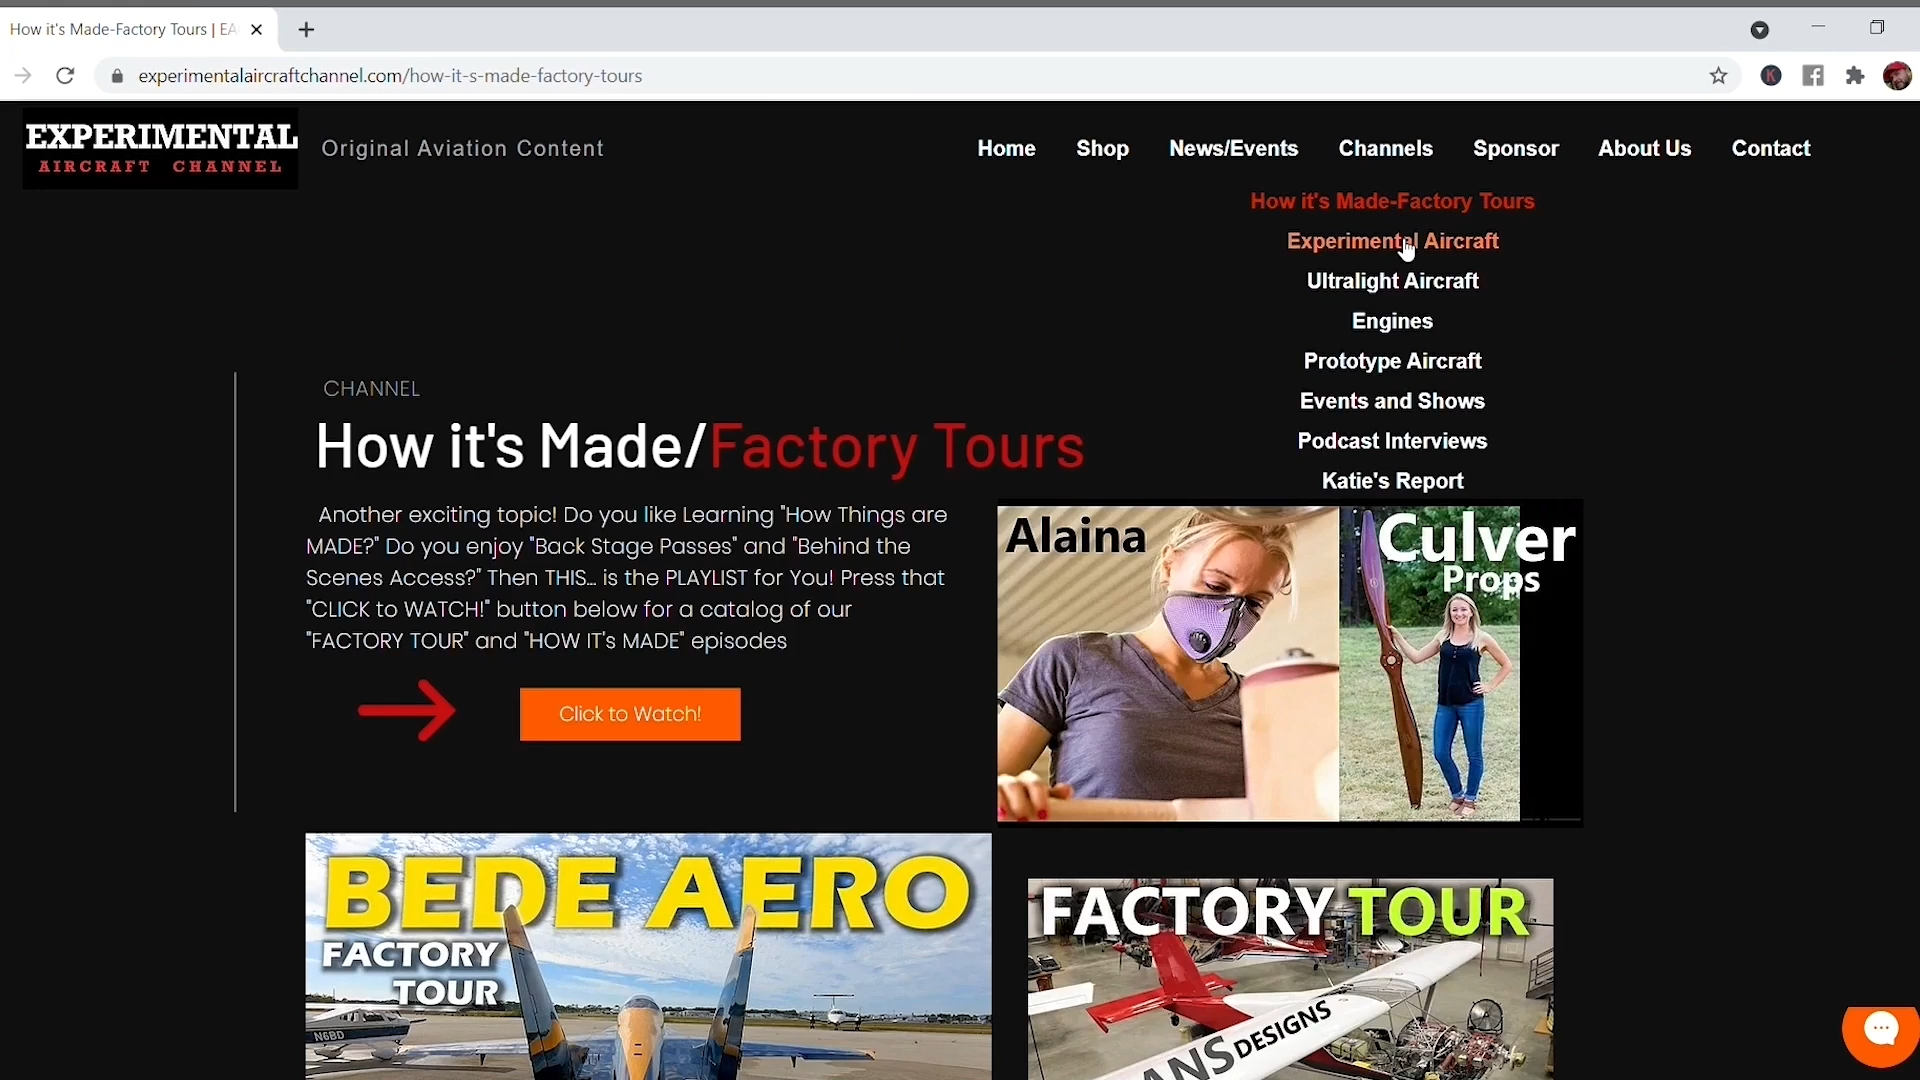 How it's Made-Factory Tours | EA
experimentalaircraftchannel.com/how-it-s-made-factory-tours
K
EXPERIMENTAL
AIRCRAFT CHANNEL
Original Aviation Content
Home Shop News/Events Channels Sponsor About Us Contact
How it's Made-Factory Tours
Experimental Aircraft
Ultralight Aircraft
Engines
Prototype Aircraft
Events and Shows
Podcast Interviews
Katie's Report
CHANNEL
How it's Made/Factory Tours
Another exciting topic! Do you like Learning "How Things are
MADE?" Do you enjoy "Back Stage Passes" and "Behind the
Scenes Access?" Then THIS... is the PLAYLIST for You! Press that
"CLICK to WATCH!" button below for a catalog of our
"FACTORY TOUR" and "HOW IT's MADE" episodes
Click to Watch!
Alaina
Culver
Props
BEDE AERO
FACTORY
TOUR
N6BD
FACTORY TOUR
ANS DESIGNS